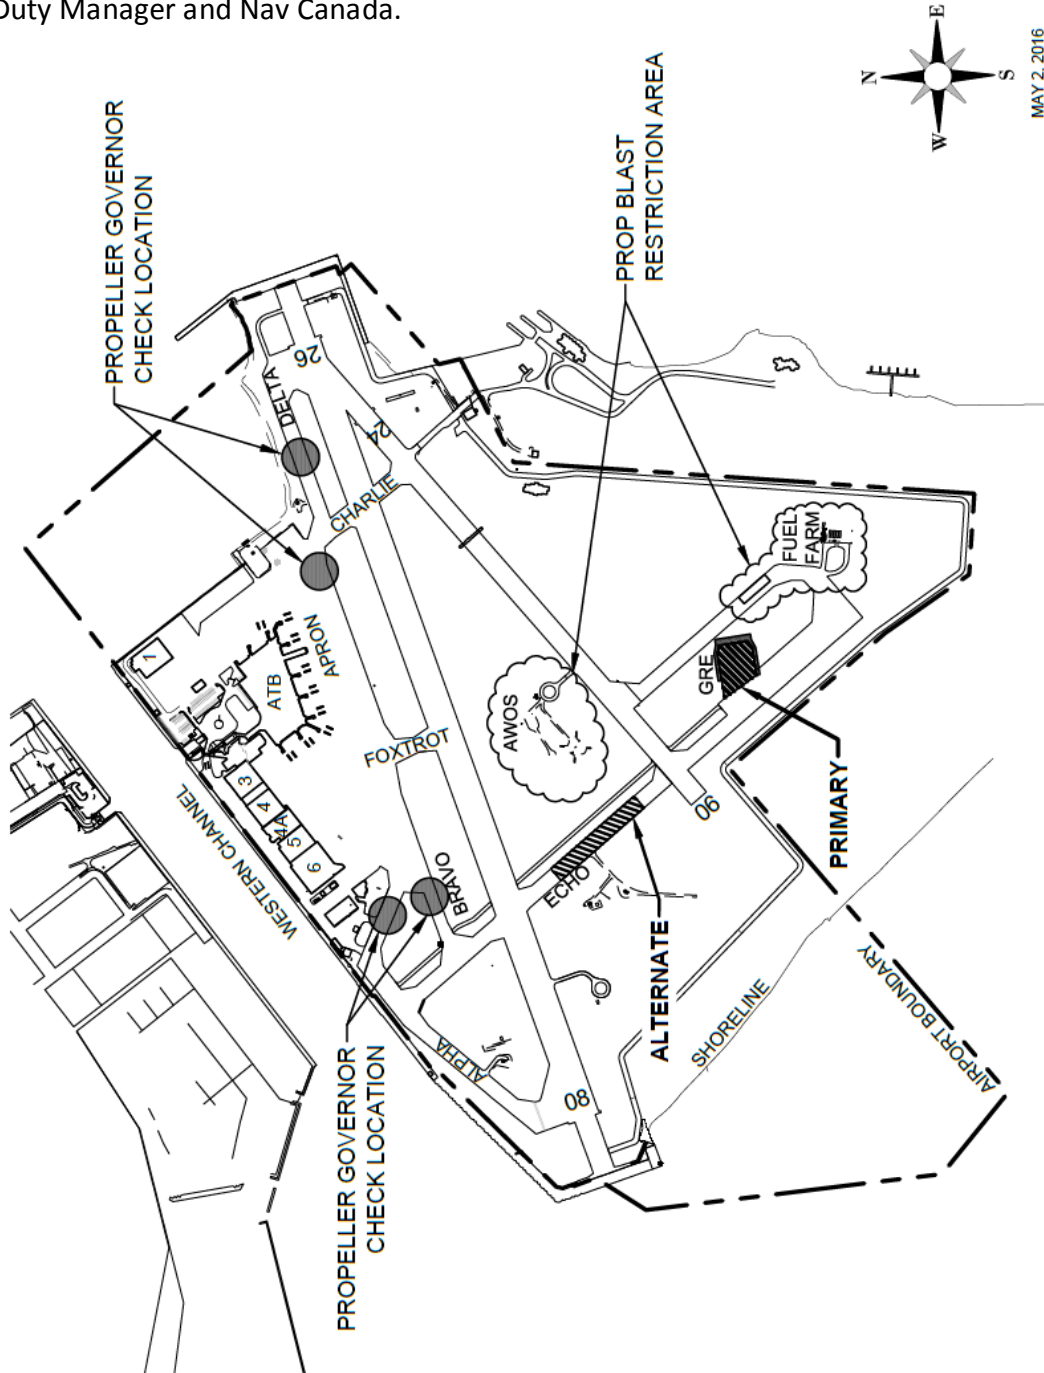 Duty Manager and Nav Canada.
N
E
S
W
MAY 2, 2016
PROPELLER GOVERNOR
CHECK LOCATION
PROP BLAST
RESTRICTION AREA
DELTA
26
24
CHARLIE
1
APRON
ATB
FUEL
FARM
GRE
AWOS
FOXTROT
3
4
4A
5
6
WESTERN CHANNEL
06
PRIMARY
BRAVO
ECHO
ALTERNATE
SHORELINE
AIRPORT BOUNDARY
ALPHA
08
PROPELLER GOVERNOR
CHECK LOCATION